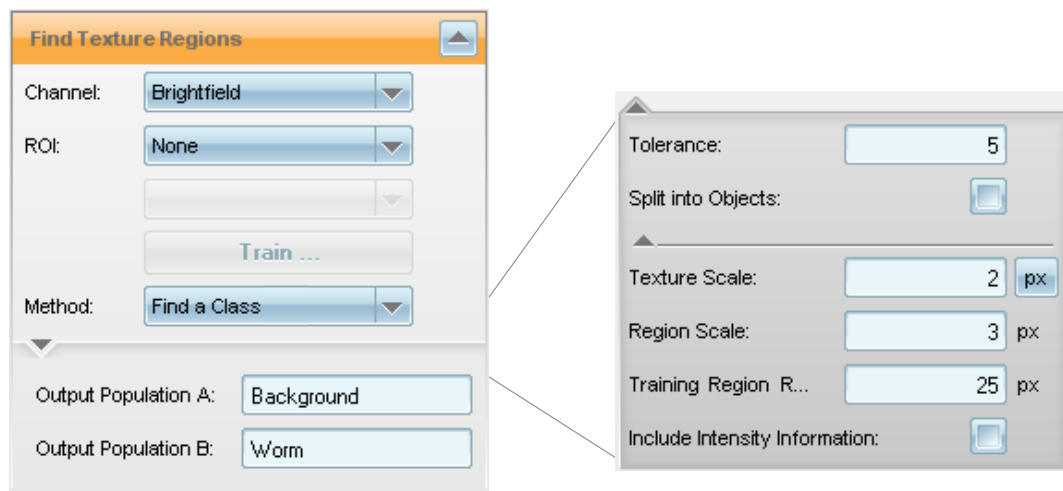 Find Texture Regions
Channel: Brightfield
ROI: None
Train ...
Method: Find a Class
Output Population A: Background
Output Population B: Worm
Tolerance: 5
Split into Objects:
Texture Scale: 2 px
Region Scale: 3 px
Training Region R... 25 px
Include Intensity Information: